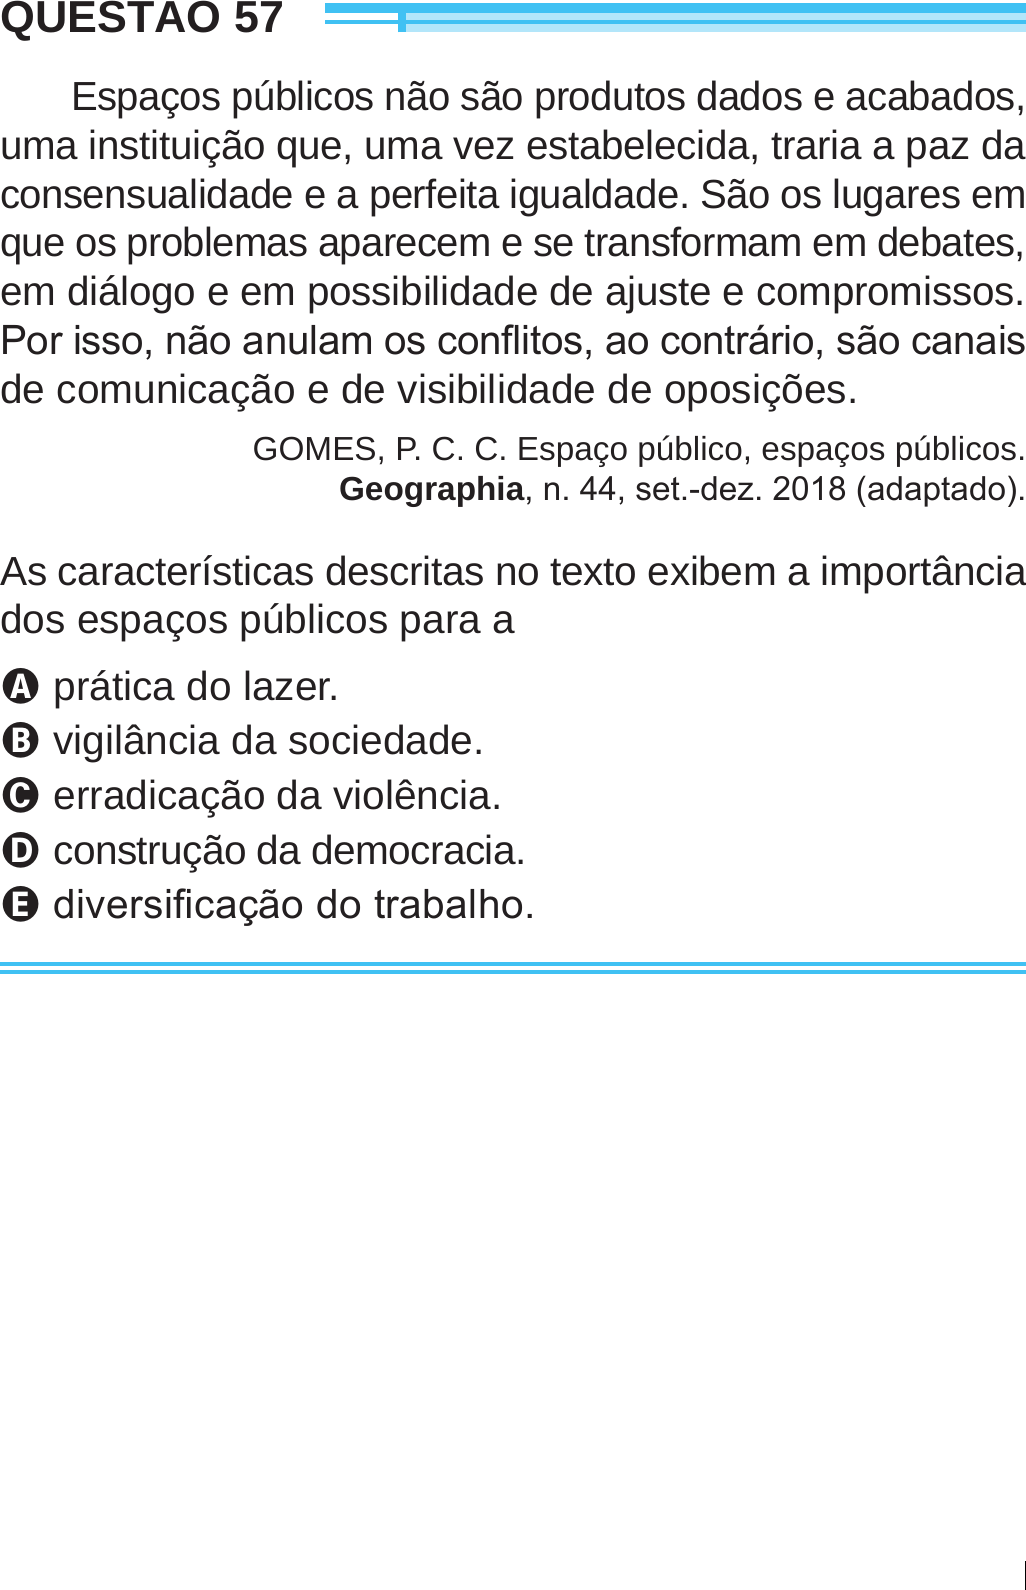 QUESTÃO 57
Espaços públicos não são produtos dados e acabados,
uma instituição que, uma vez estabelecida, traria a paz da
consensualidade e a perfeita igualdade. São os lugares em
que os problemas aparecem e se transformam em debates,
em diálogo e em possibilidade de ajuste e compromissos.
Por isso, não anulam os conflitos, ao contrário, são canais
de comunicação e de visibilidade de oposições.
GOMES, P. C. C. Espaço público, espaços públicos.
Geographia, n. 44, set.-dez. 2018 (adaptado).
As características descritas no texto exibem a importância
dos espaços públicos para a
A prática do lazer.
B vigilância da sociedade.
C erradicação da violência.
D construção da democracia.
E diversificação do trabalho.